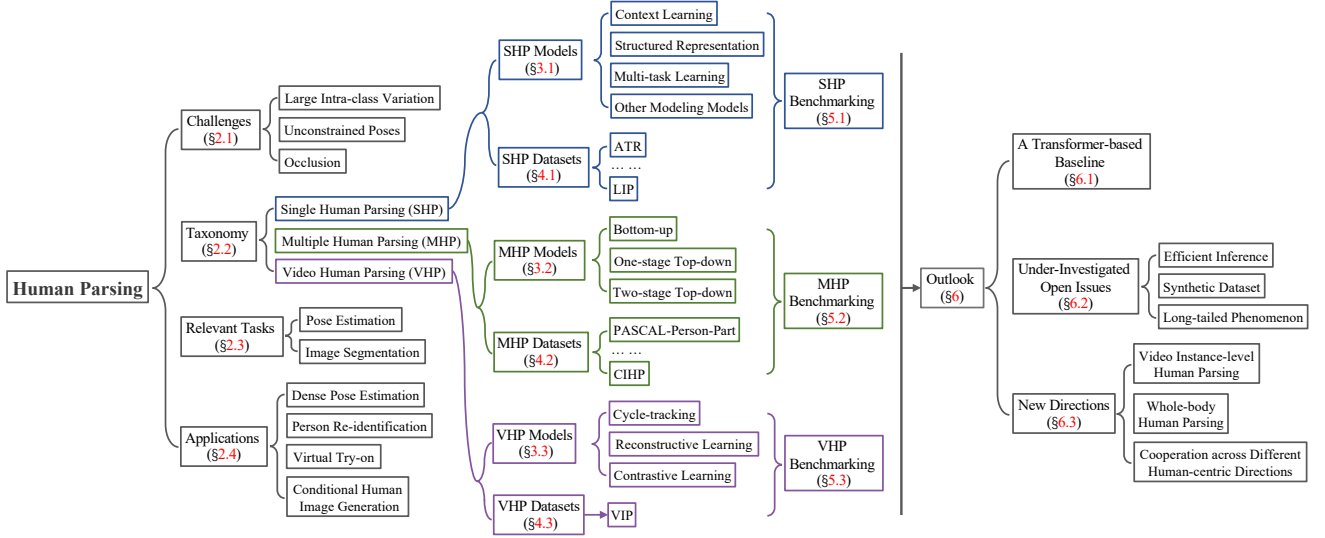 Human Parsing
Challenges
(§2.1)
Large Intra-class Variation
Unconstrained Poses
Occlusion
Taxonomy
(§2.2)
Single Human Parsing (SHP)
Multiple Human Parsing (MHP)
Video Human Parsing (VHP)
Relevant Tasks
(§2.3)
Pose Estimation
Image Segmentation
Applications
(§2.4)
Dense Pose Estimation
Person Re-identification
Virtual Try-on
Conditional Human
Image Generation
SHP Models
(§3.1)
Context Learning
Structured Representation
Multi-task Learning
Other Modeling Models
SHP Datasets
(§4.1)
ATR
... ...
LIP
SHP
Benchmarking
(§5.1)
MHP Models
(§3.2)
Bottom-up
One-stage Top-down
Two-stage Top-down
MHP Datasets
(§4.2)
PASCAL-Person-Part
... ...
CIHP
MHP
Benchmarking
(§5.2)
VHP Models
(§3.3)
Cycle-tracking
Reconstructive Learning
Contrastive Learning
VHP Datasets
(§4.3)
VIP
VHP
Benchmarking
(§5.3)
Outlook
(§6)
A Transformer-based
Baseline
(§6.1)
Under-Investigated
Open Issues
(§6.2)
Efficient Inference
Synthetic Dataset
Long-tailed Phenomenon
New Directions
(§6.3)
Video Instance-level
Human Parsing
Whole-body
Human Parsing
Cooperation across Different
Human-centric Directions